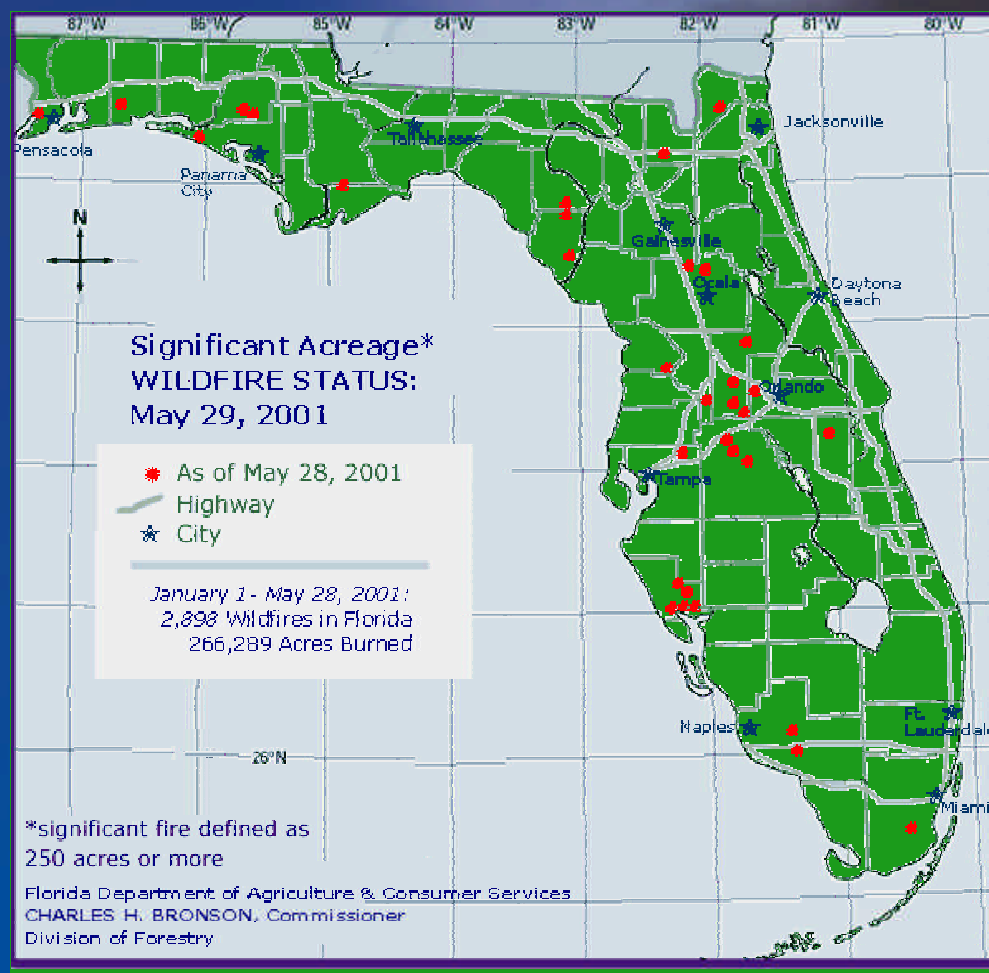 87°W 86°W 85°W 84°W 83°W 82°W 81°W 80°W
Jacksonville
Pensacola
Tallahassee
Panama
City
N
Gainesville
Ocala
Daytona
Beach
Significant Acreage*
WILDFIRE STATUS:
May 29, 2001
Orlando
As of May 28, 2001
Highway
City
Tampa
January 1- May 28, 2001:
2,898 Wildfires in Florida
266,289 Acres Burned
Naples
Ft.
Lauderdale
26°N
Miami
*significant fire defined as
250 acres or more
Florida Department of Agriculture & Consumer Services
CHARLES H. BRONSON, Commissioner
Division of Forestry